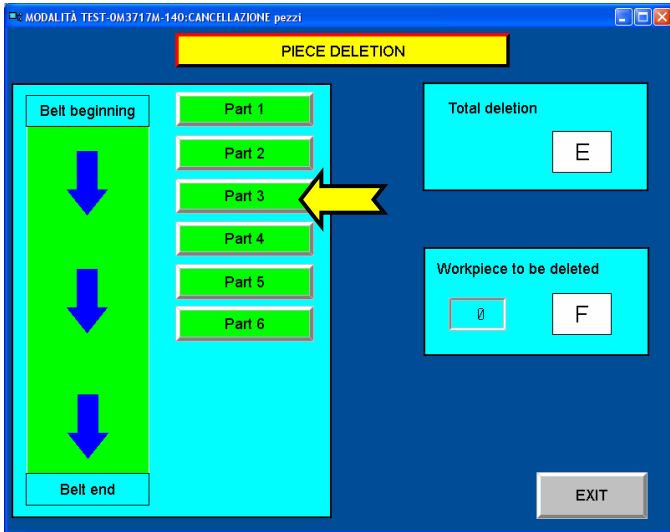 MODALITÀ TEST-0M3717M-140:CANCELLAZIONE pezzi
PIECE DELETION
Belt beginning
Part 1
Part 2
Part 3
Part 4
Part 5
Part 6
Belt end
Total deletion
E
Workpiece to be deleted
0
F
EXIT